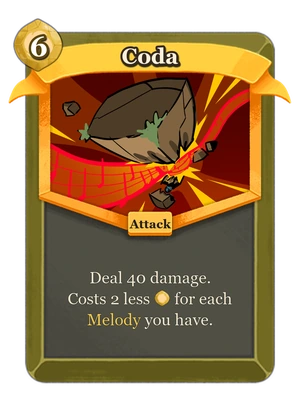 6
Coda
Attack
Deal 40 damage.
Costs 2 less for each
Melody you have.